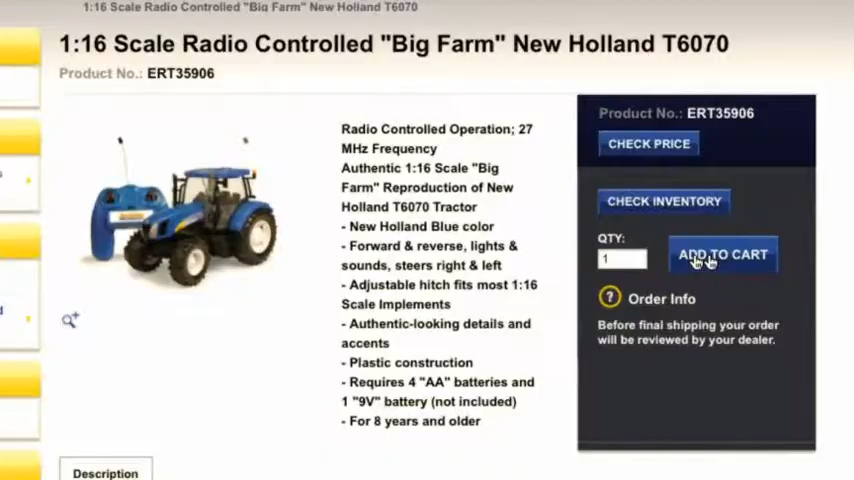 1:16 Scale Radio Controlled "Big Farm" New Holland T6070
1:16 Scale Radio Controlled "Big Farm" New Holland T6070
Product No.: ERT35906
Radio Controlled Operation; 27
MHz Frequency
Authentic 1:16 Scale "Big
Farm" Reproduction of New
Holland T6070 Tractor
- New Holland Blue color
- Forward & reverse, lights &
sounds, steers right & left
- Adjustable hitch fits most 1:16
Scale Implements
- Authentic-looking details and
accents
- Plastic construction
- Requires 4 "AA" batteries and
1 "9V" battery (not included)
- For 8 years and older
Product No.: ERT35906
CHECK PRICE
CHECK INVENTORY
QTY:
1
ADD TO CART
? Order Info
Before final shipping your order
will be reviewed by your dealer.
Description